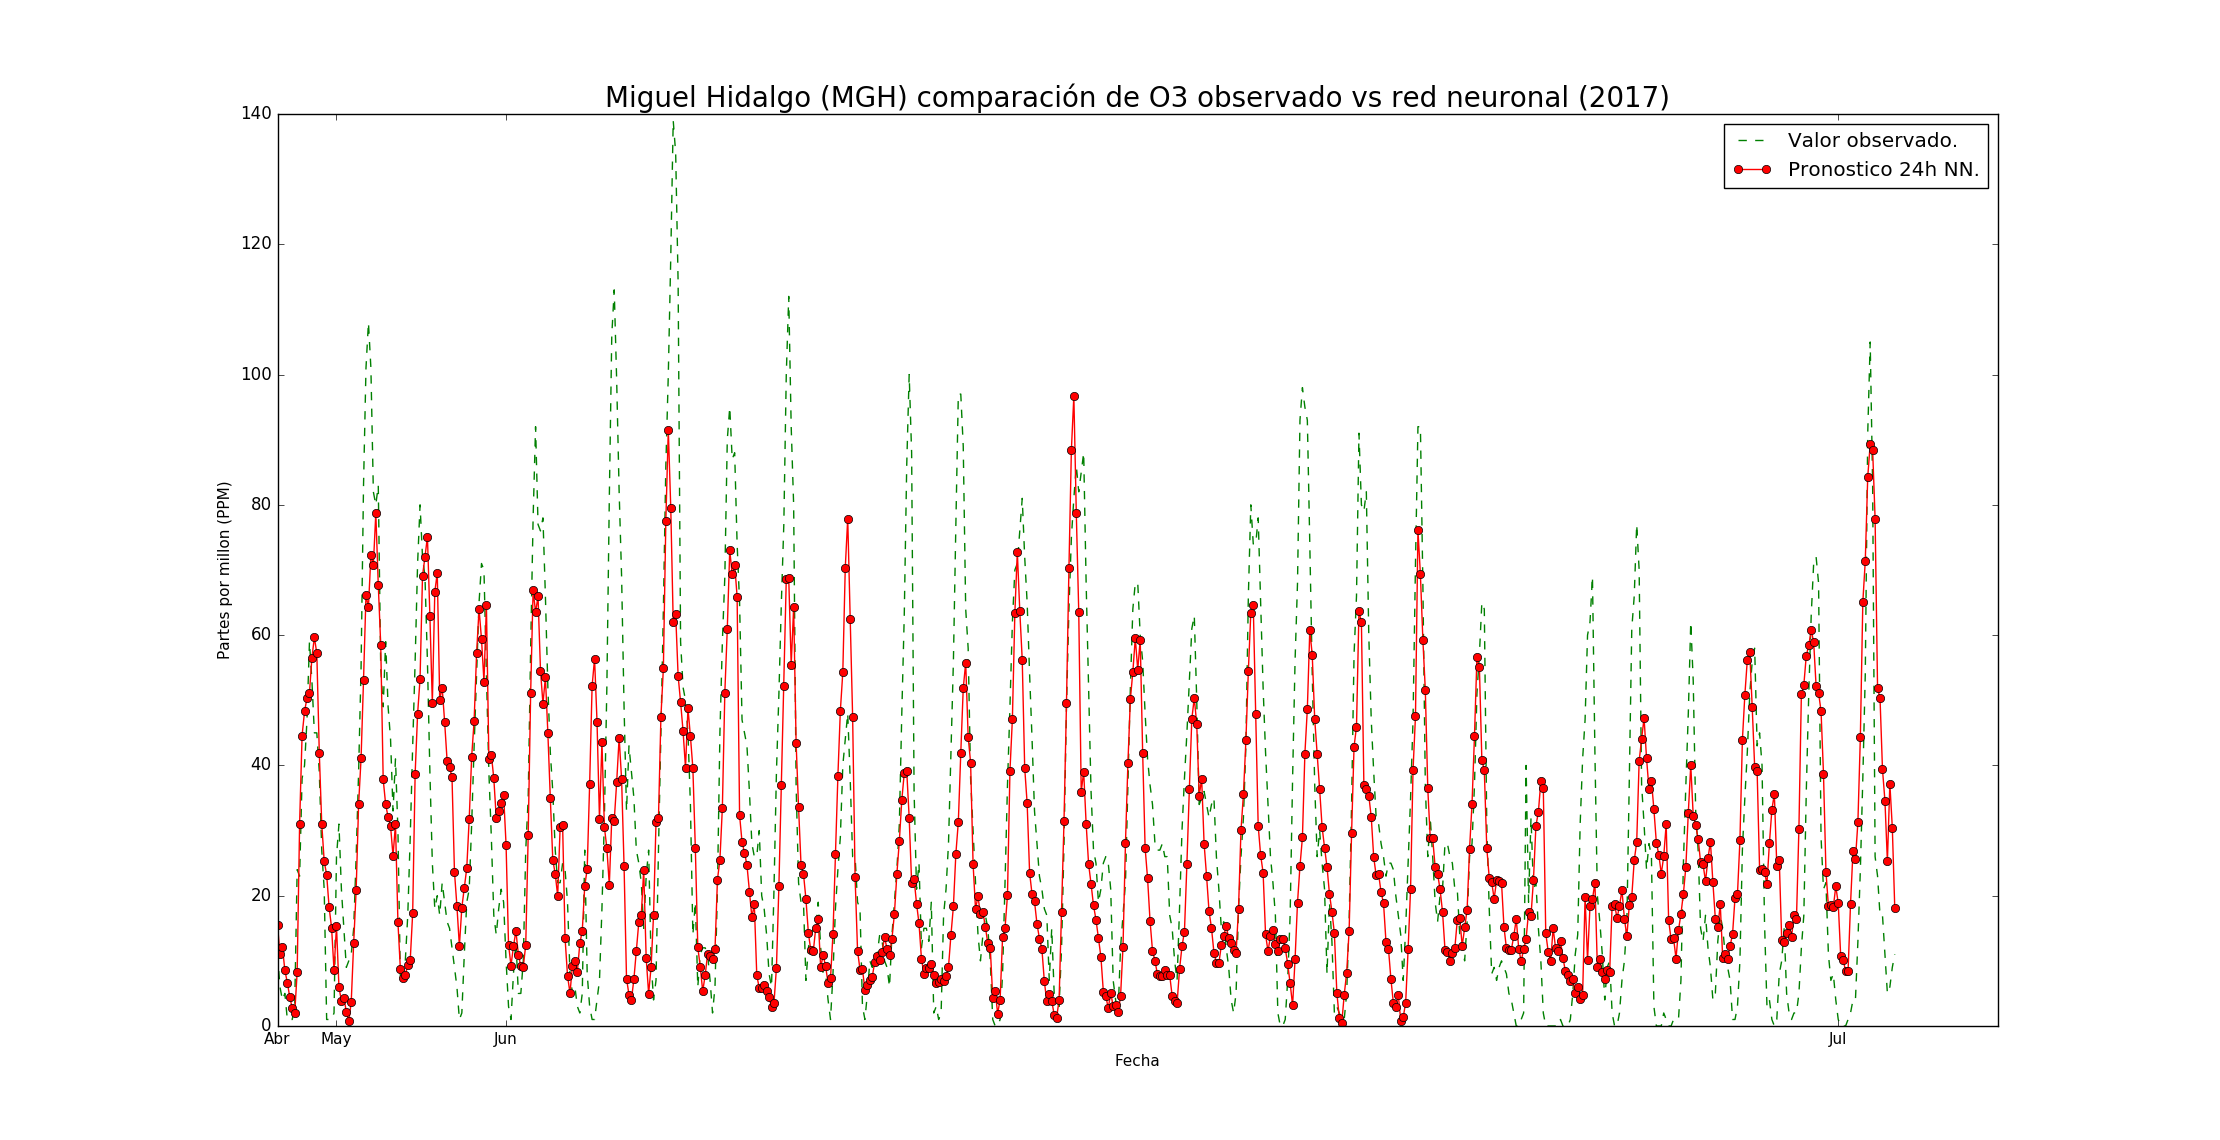 Miguel Hidalgo (MGH) comparación de O3 observado vs red neuronal (2017)
140
120
100
80
60
40
20
0
Partes por millon (PPM)
Valor observado.
Pronostico 24h NN.
Abr May Jun Jul
Fecha